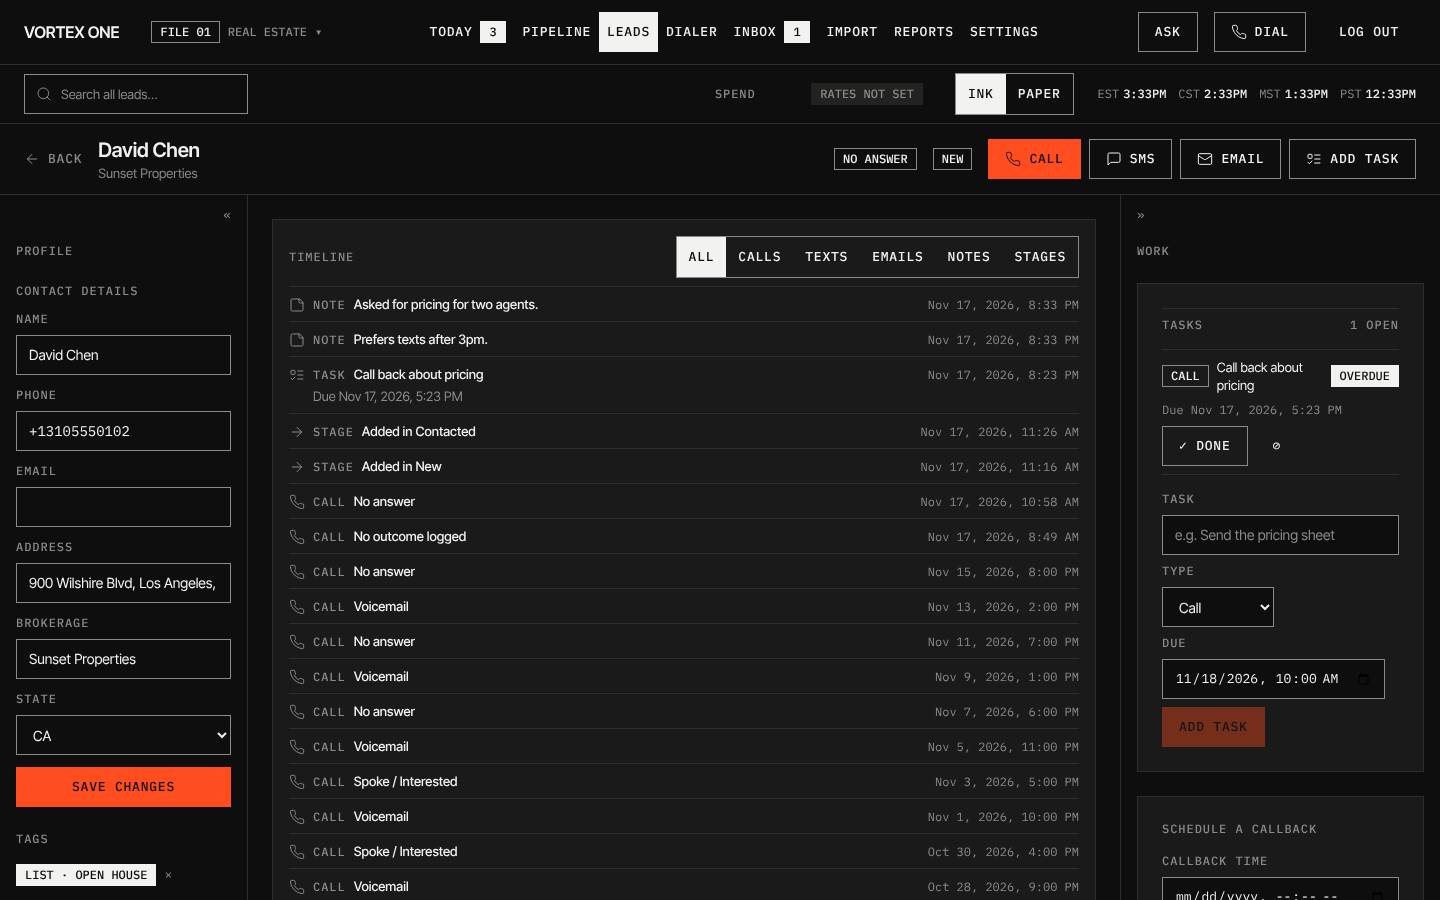 VORTEX ONE FILE 01 REAL ESTATE ▾ TODAY 3 PIPELINE LEADS DIALER INBOX 1 IMPORT REPORTS SETTINGS ASK DIAL LOG OUT
Search all leads... SPEND RATES NOT SET INK PAPER EST 3:33PM CST 2:33PM MST 1:33PM PST 12:33PM
← BACK David Chen
Sunset Properties
NO ANSWER NEW CALL SMS EMAIL ADD TASK
«
PROFILE
CONTACT DETAILS
NAME
David Chen
PHONE
+13105550102
EMAIL
ADDRESS
900 Wilshire Blvd, Los Angeles,
BROKERAGE
Sunset Properties
STATE
CA
SAVE CHANGES
TAGS
LIST · OPEN HOUSE ×
TIMELINE ALL CALLS TEXTS EMAILS NOTES STAGES
NOTE Asked for pricing for two agents. Nov 17, 2026, 8:33 PM
NOTE Prefers texts after 3pm. Nov 17, 2026, 8:33 PM
TASK Call back about pricing Nov 17, 2026, 8:23 PM
Due Nov 17, 2026, 5:23 PM
STAGE Added in Contacted Nov 17, 2026, 11:26 AM
STAGE Added in New Nov 17, 2026, 11:16 AM
CALL No answer Nov 17, 2026, 10:58 AM
CALL No outcome logged Nov 17, 2026, 8:49 AM
CALL No answer Nov 15, 2026, 8:00 PM
CALL Voicemail Nov 13, 2026, 2:00 PM
CALL No answer Nov 11, 2026, 7:00 PM
CALL Voicemail Nov 9, 2026, 1:00 PM
CALL No answer Nov 7, 2026, 6:00 PM
CALL Voicemail Nov 5, 2026, 11:00 PM
CALL Spoke / Interested Nov 3, 2026, 5:00 PM
CALL Voicemail Nov 1, 2026, 10:00 PM
CALL Spoke / Interested Oct 30, 2026, 4:00 PM
CALL Voicemail Oct 28, 2026, 9:00 PM
»
WORK
TASKS 1 OPEN
CALL Call back about pricing OVERDUE
Due Nov 17, 2026, 5:23 PM
✓ DONE ⊘
TASK
e.g. Send the pricing sheet
TYPE
Call
DUE
11/18/2026, 10:00 AM
ADD TASK
SCHEDULE A CALLBACK
CALLBACK TIME
mm/dd/yyyy, --:-- --